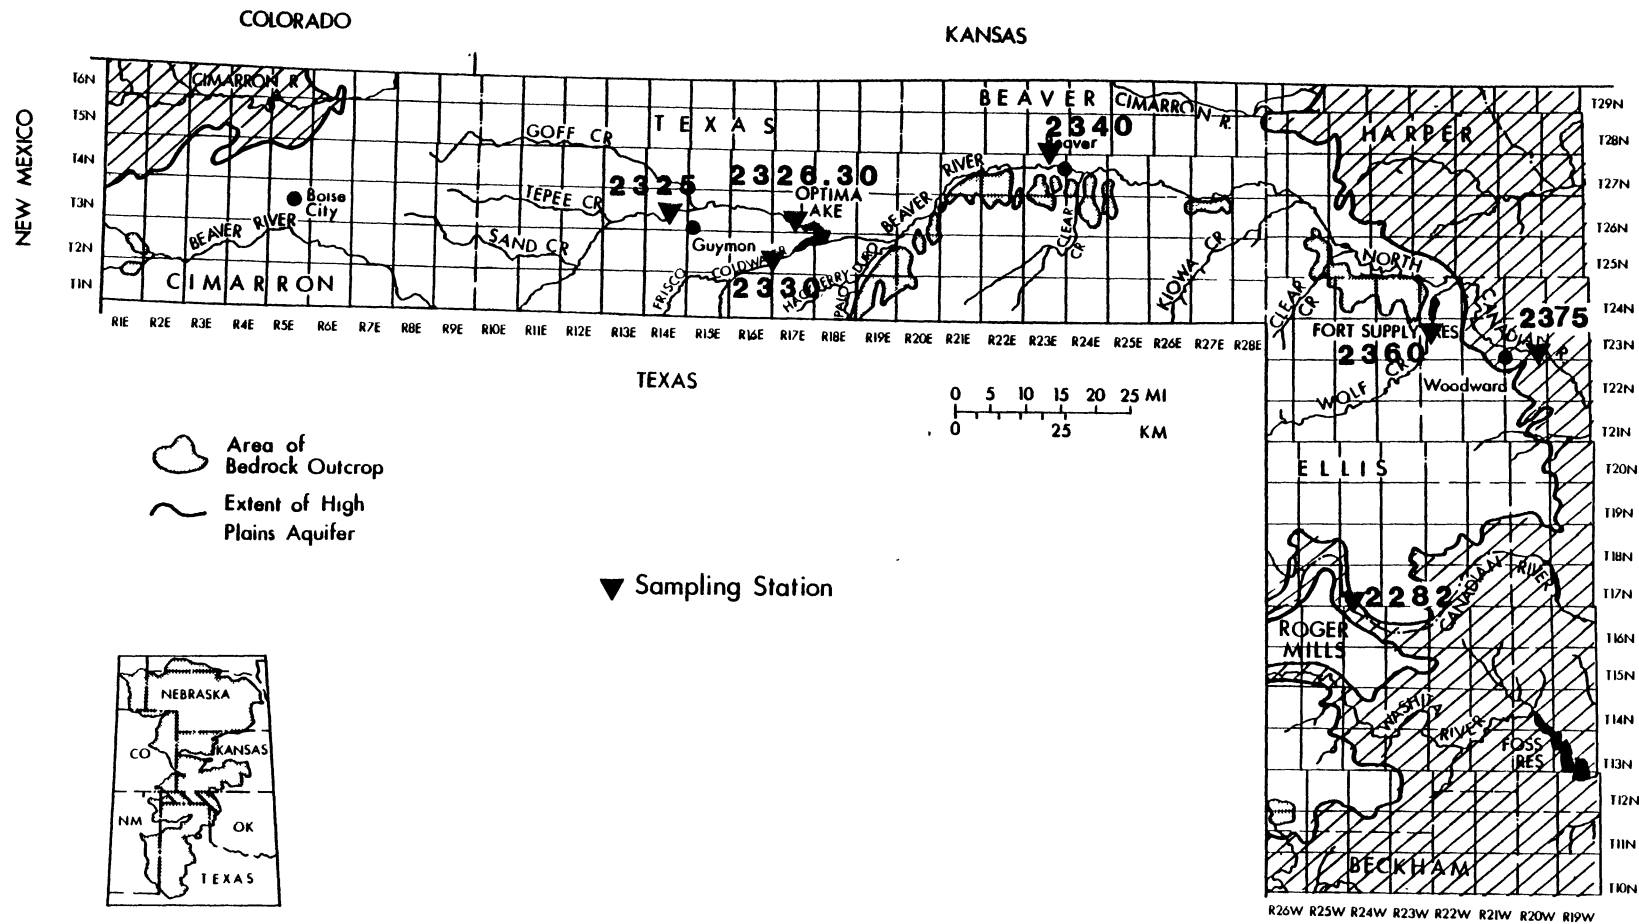 COLORADO
KANSAS
NEW MEXICO
T6N
T5N
T4N
T3N
T2N
T1N
CIMARRON R
Boise
City
BEAVER RIVER
CIMARRON
TEXAS
GOFF CR
TEPEE CR
SAND CR
2325
2326.30
OPTIMA
LAKE
Guymon
FRISCO
COLDWATER
2330
HACKBERRY
PALO DURO
BEAVER RIVER
BEAVER
CIMARRON R.
2340
Beaver
CLEAR
CR
KIOWA CR
R1E R2E R3E R4E R5E R6E R7E R8E R9E R10E R11E R12E R13E R14E R15E R16E R17E R18E R19E R20E R21E R22E R23E R24E R25E R26E R27E R28E
TEXAS
0 5 10 15 20 25 MI
0 25 KM
HARPER
NORTH
CANADIAN R.
CLEAR
CR
FORT SUPPLY RES
2360
2375
WOLF CR
Woodward
ELLIS
2282
CANADIAN RIVER
ROGER
MILLS
WASHITA
RIVER
FOSS
RES
BECKHAM
T29N
T28N
T27N
T26N
T25N
T24N
T23N
T22N
T21N
T20N
T19N
T18N
T17N
T16N
T15N
T14N
T13N
T12N
T11N
T10N
R26W R25W R24W R23W R22W R21W R20W R19W
Area of
Bedrock Outcrop
Extent of High
Plains Aquifer
Sampling Station
NEBRASKA
CO
KANSAS
NM
OK
TEXAS